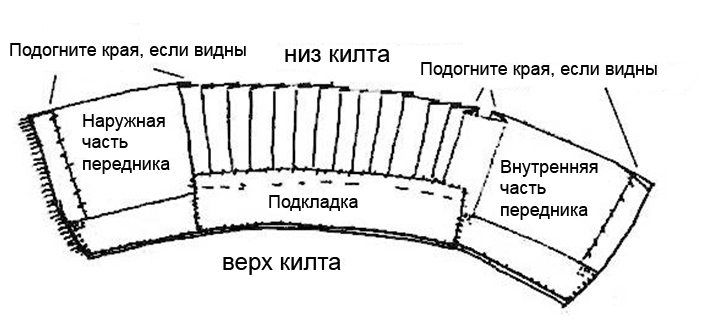 Подогните края, если видны
низ килта
Подогните края, если видны
Наружная
часть
передника
Внутренняя
часть
передника
Подкладка
верх килта